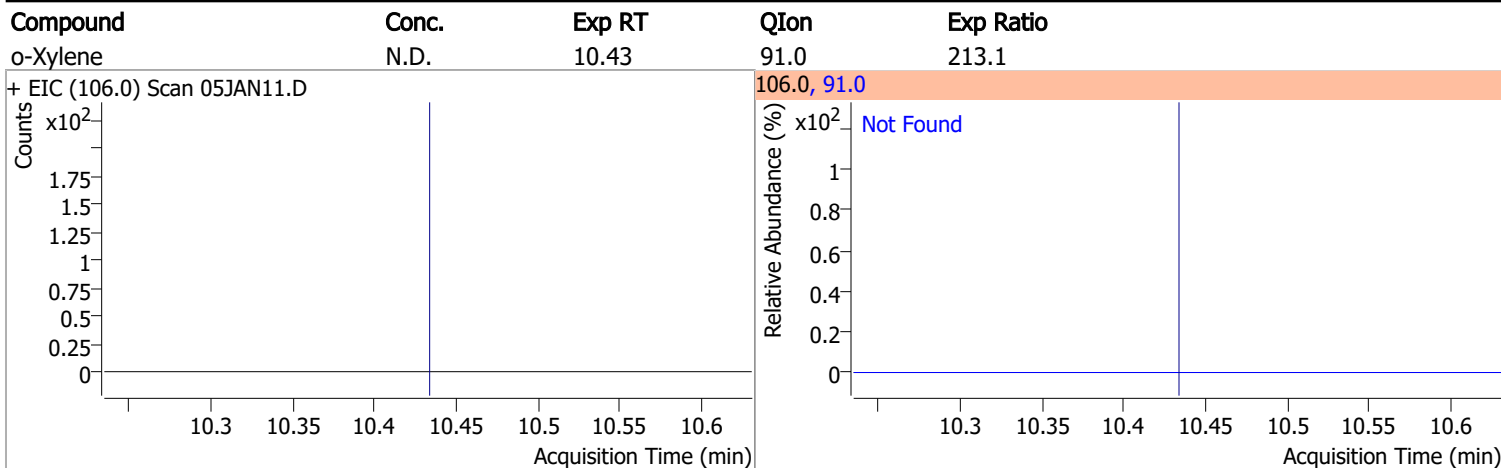 Compound Conc. Exp RT QIon Exp Ratio
o-Xylene N.D. 10.43 91.0 213.1
+ EIC (106.0) Scan 05JAN11.D
Counts
x10²
1.75
1.5
1.25
1
0.75
0.5
0.25
0
10.3 10.35 10.4 10.45 10.5 10.55 10.6
Acquisition Time (min)
106.0, 91.0
Relative Abundance (%)
x10²
Not Found
1
0.8
0.6
0.4
0.2
0
10.3 10.35 10.4 10.45 10.5 10.55 10.6
Acquisition Time (min)